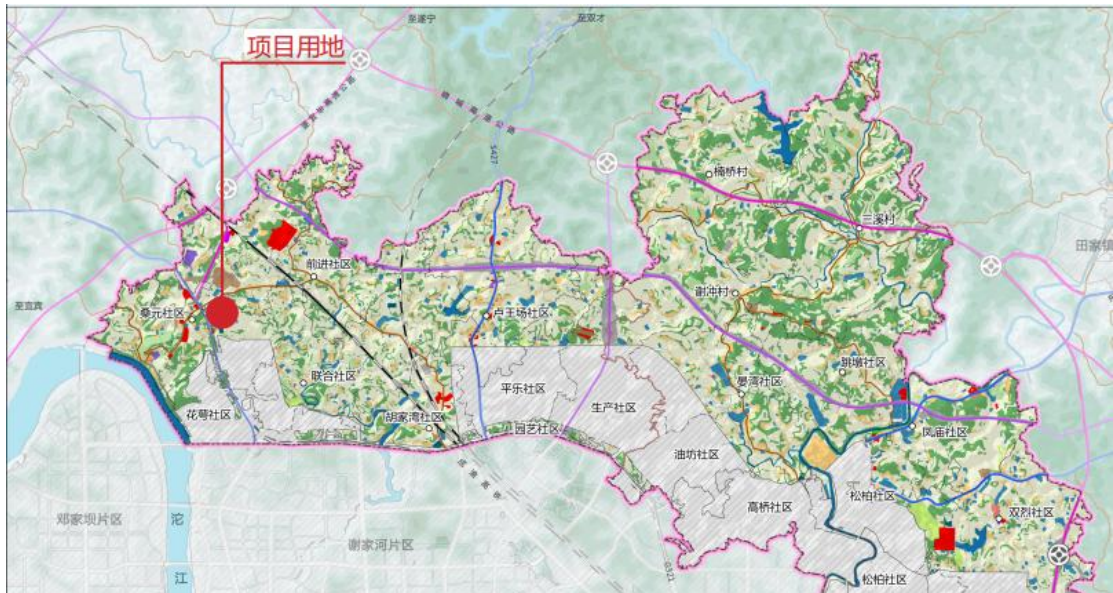 至遂宁
至双才
项目用地
S427
楠桥村
三溪村
田家镇
前进社区
谢冲村
至宜宾
桑元社区
卢王场社区
联合社区
平乐社区
晏湾社区
跳墩社区
花萼社区
生产社区
胡家湾社区
园艺社区
凤庙社区
油坊社区
松柏社区
双烈社区
高桥社区
邓家坝片区
沱
江
谢家河片区
G321
松柏社区